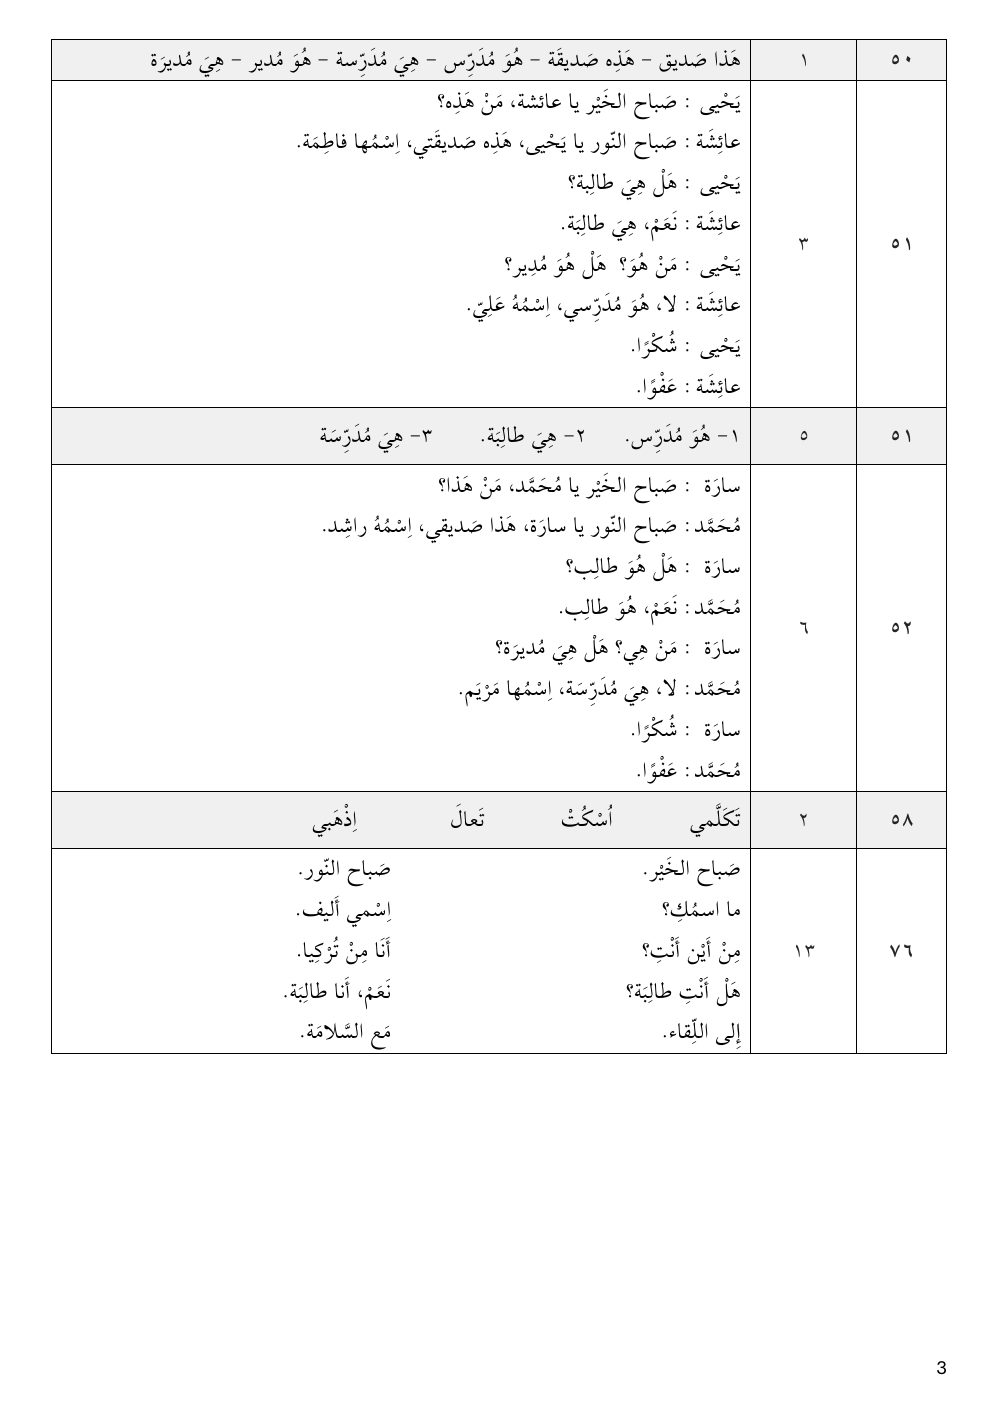 ٥٠ ١ هَذا صَديق – هَذِه صَديقَة – هُوَ مُدَرِّس – هِيَ مُدَرِّسة – هُوَ مُدير – هِيَ مُديرَة
يَحْيى : صَباح الخَيْر يا عائشة، مَنْ هَذِه؟
عائِشَة : صَباح النّور يا يَحْيى، هَذِه صَديقَتي، اِسْمُها فاطِمَة.
يَحْيى : هَلْ هِيَ طالِبة؟
عائِشَة : نَعَمْ، هِيَ طالِبَة.
٥١ ٣
يَحْيى : مَنْ هُوَ؟ هَلْ هُوَ مُدِير؟
عائِشَة : لا، هُوَ مُدَرِّسي، اِسْمُهُ عَلِيّ.
يَحْيى : شُكْرًا.
عائِشَة : عَفْوًا.
٥١ ٥ ١- هُوَ مُدَرِّس. ٢- هِيَ طالِبَة. ٣- هِيَ مُدَرِّسَة
سارَة : صَباح الخَيْر يا مُحَمَّد، مَنْ هَذا؟
مُحَمَّد : صَباح النّور يا سارَة، هَذا صَديقي، اِسْمُهُ راشِد.
سارَة : هَلْ هُوَ طالِب؟
مُحَمَّد : نَعَمْ، هُوَ طالِب.
٥٢ ٦
سارَة : مَنْ هِي؟ هَلْ هِيَ مُديرَة؟
مُحَمَّد : لا، هِيَ مُدَرِّسَة، اِسْمُها مَرْيَم.
سارَة : شُكْرًا.
مُحَمَّد : عَفْوًا.
٥٨ ٢ تَكَلَّمي اُسْكُتْ تَعالَ اِذْهَبي
صَباح الخَيْر. صَباح النّور.
ما اسمُكِ؟ اِسْمي أَليف.
٧٦ ١٣ مِنْ أَيْن أَنْتِ؟ أَنَا مِنْ تُرْكِيا.
هَلْ أَنْتِ طالِبَة؟ نَعَمْ، أَنا طالِبَة.
إِلى اللِّقاء. مَع السَّلامَة.
3